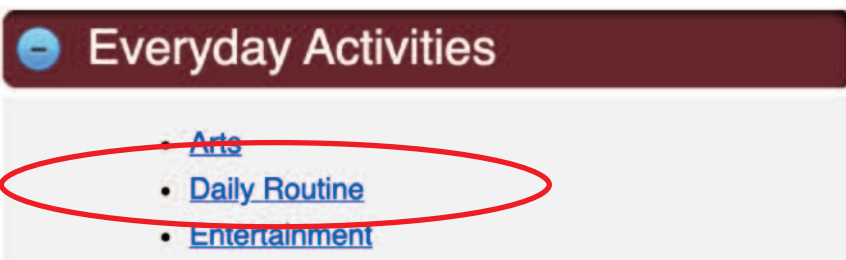 Everyday Activities
• Arts
• Daily Routine
• Entertainment